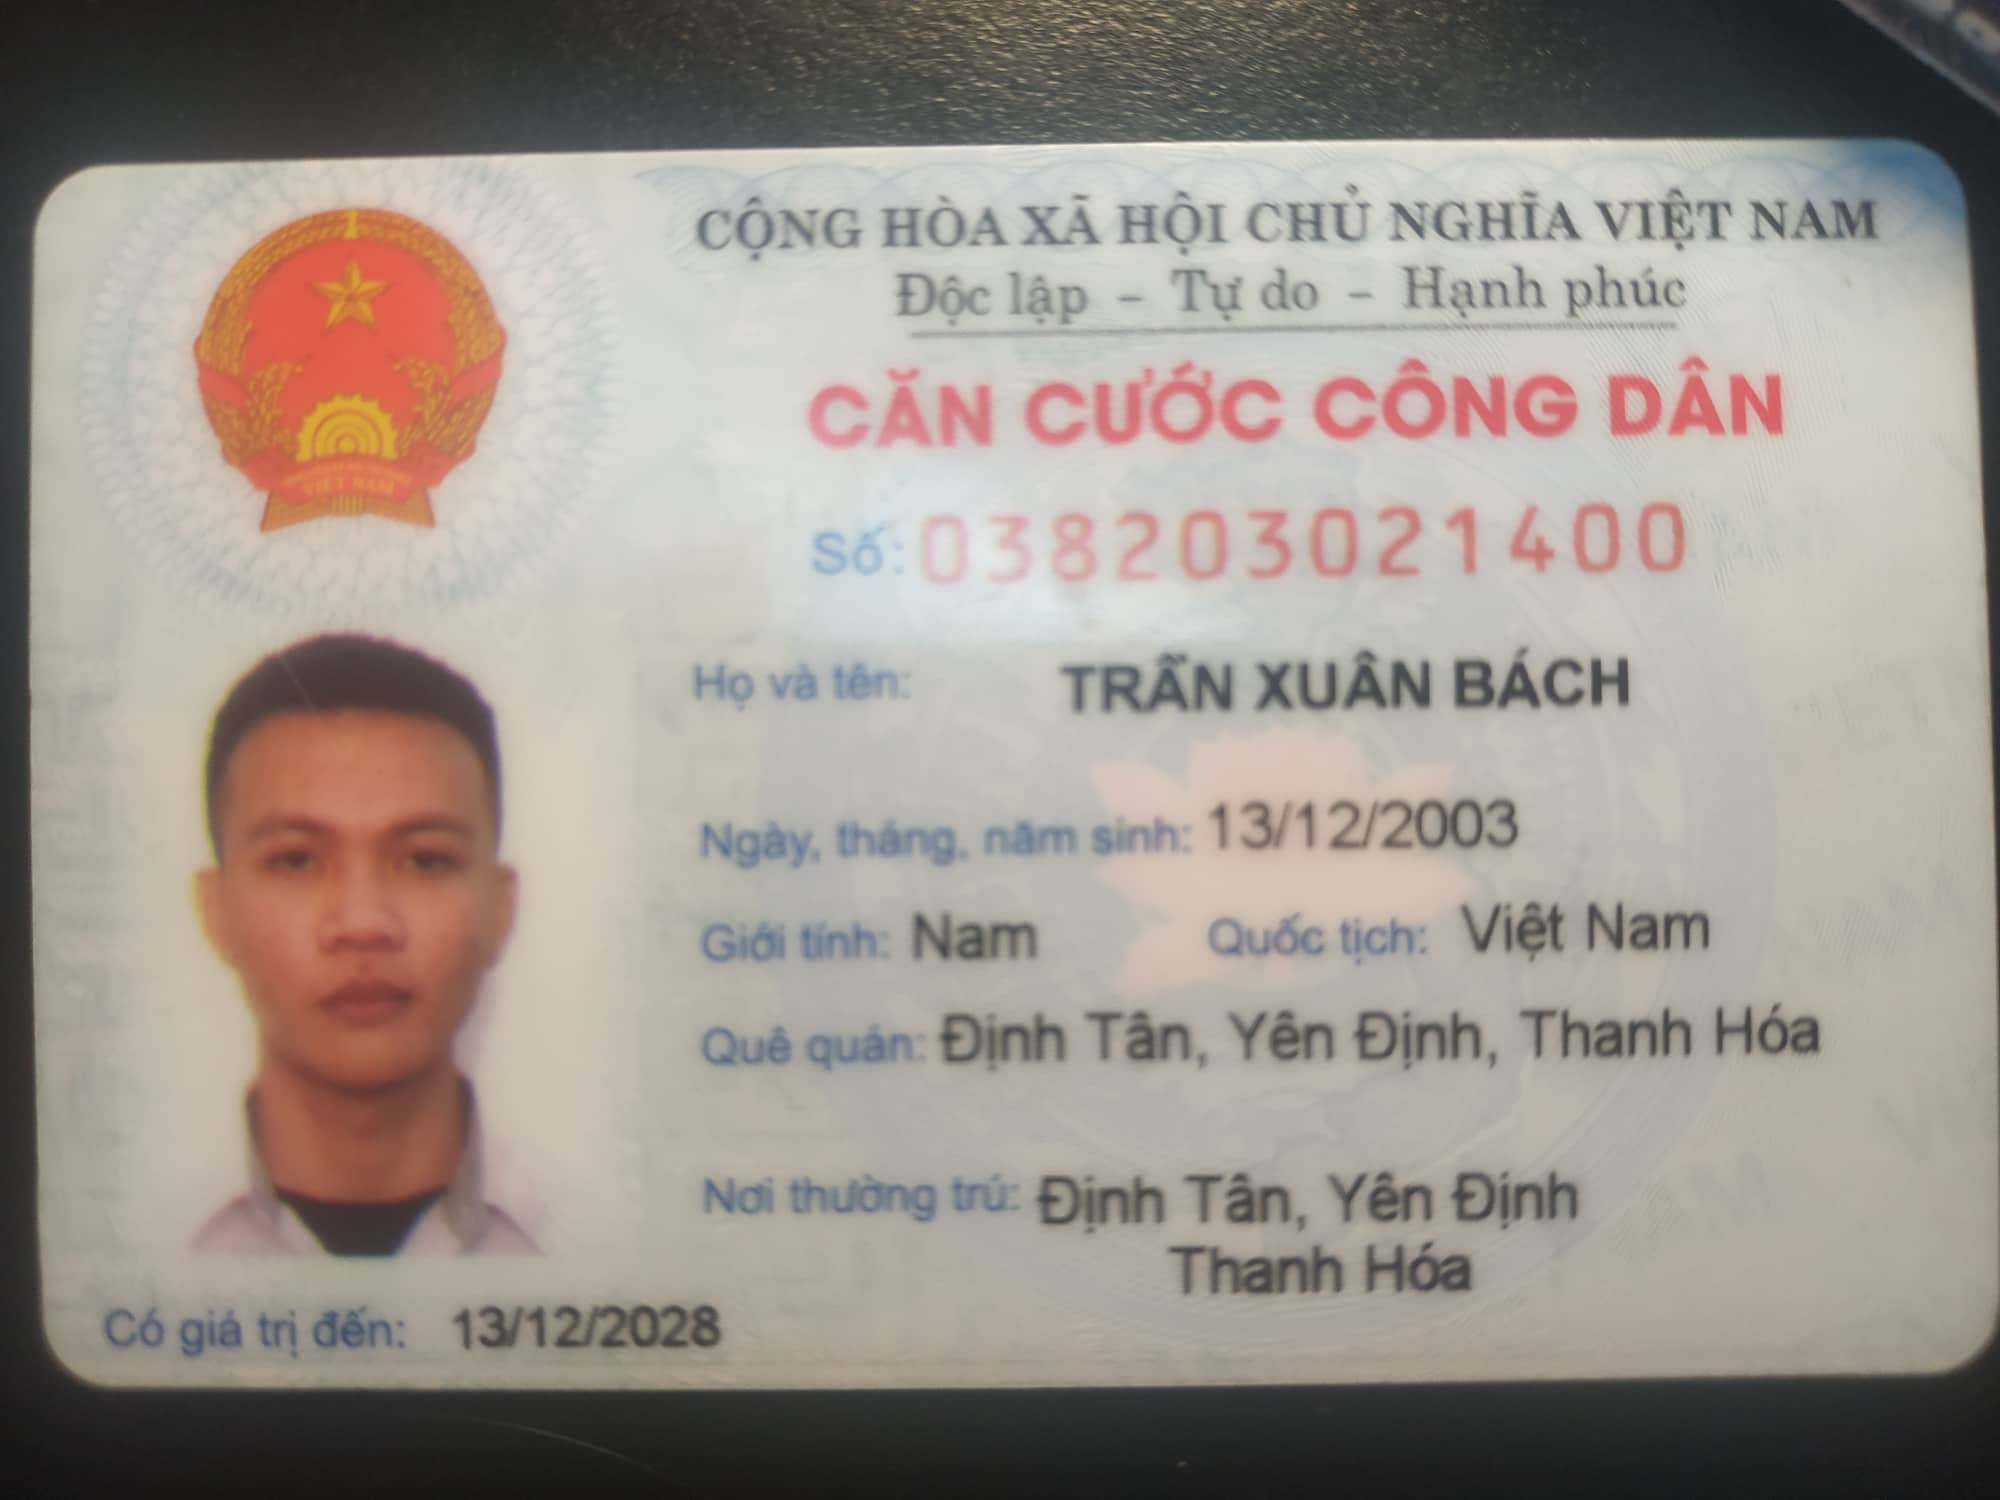 CỘNG HÒA XÃ HỘI CHỦ NGHĨA VIỆT NAM
Độc lập - Tự do - Hạnh phúc
CĂN CƯỚC CÔNG DÂN
Số: 038203021400
Họ và tên: TRẦN XUÂN BÁCH
Ngày, tháng, năm sinh: 13/12/2003
Giới tính: Nam Quốc tịch: Việt Nam
Quê quán: Định Tân, Yên Định, Thanh Hóa
Nơi thường trú: Định Tân, Yên Định
Thanh Hóa
Có giá trị đến: 13/12/2028
VIỆT NAM